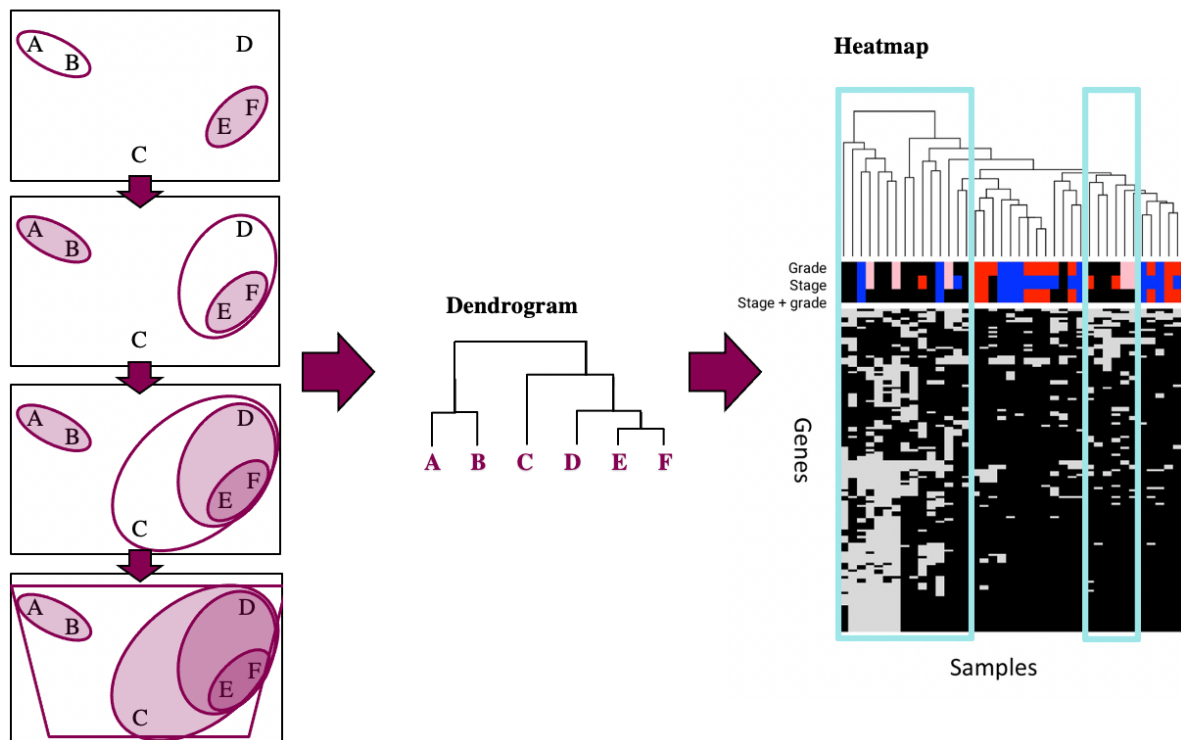 A
B
D
F
E
C
A
B
D
F
E
C
A
B
D
F
E
C
A
B
D
F
E
C
Dendrogram
A B C D E F
Heatmap
Grade
Stage
Stage + grade
Genes
Samples